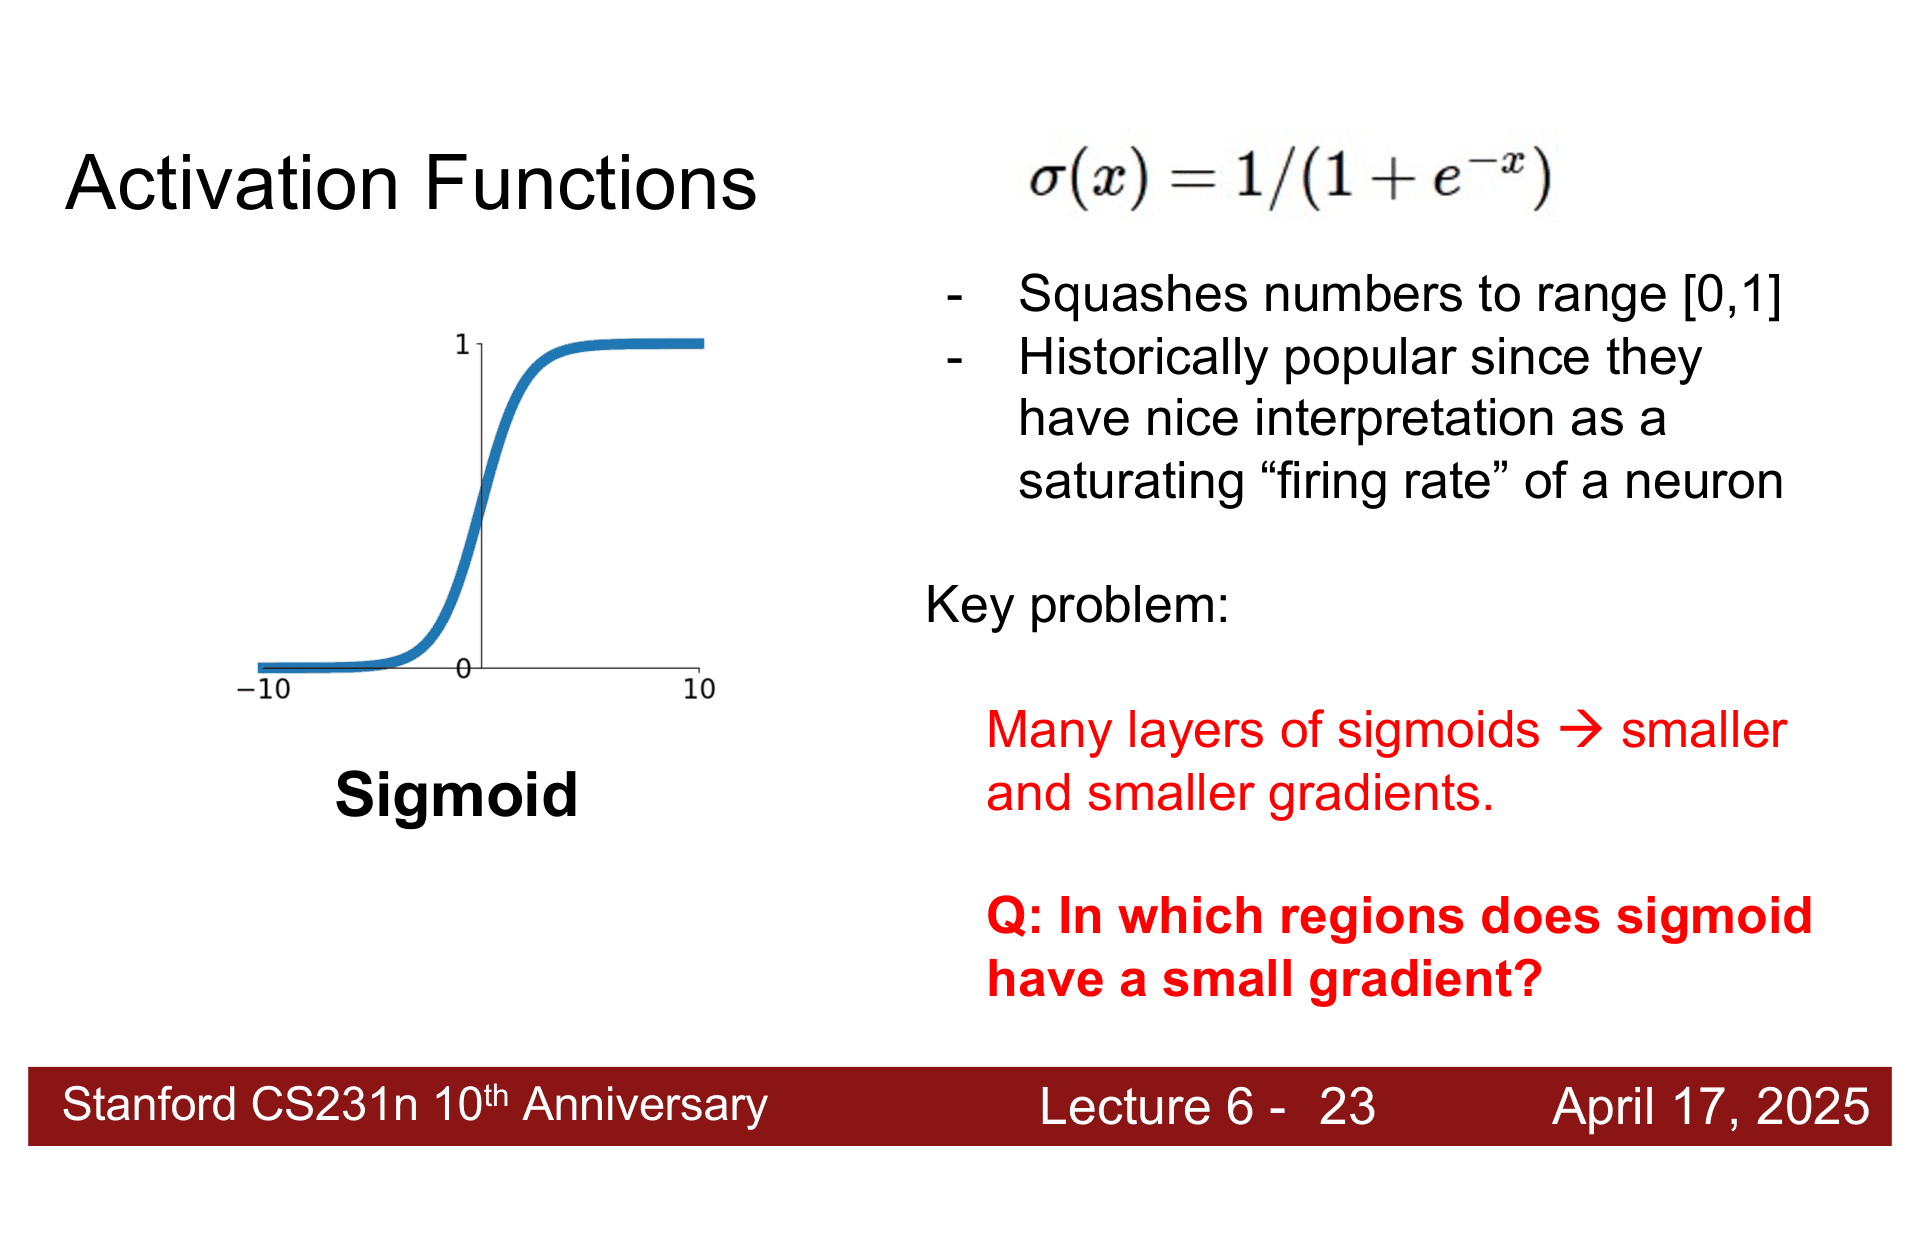 Activation Functions
σ(x) = 1/(1 + e^{-x})
1
0
−10
10
Sigmoid
- Squashes numbers to range [0,1]
- Historically popular since they
have nice interpretation as a
saturating “firing rate” of a neuron
Key problem:
Many layers of sigmoids → smaller
and smaller gradients.
Q: In which regions does sigmoid
have a small gradient?
Stanford CS231n 10th Anniversary
Lecture 6 - 23
April 17, 2025